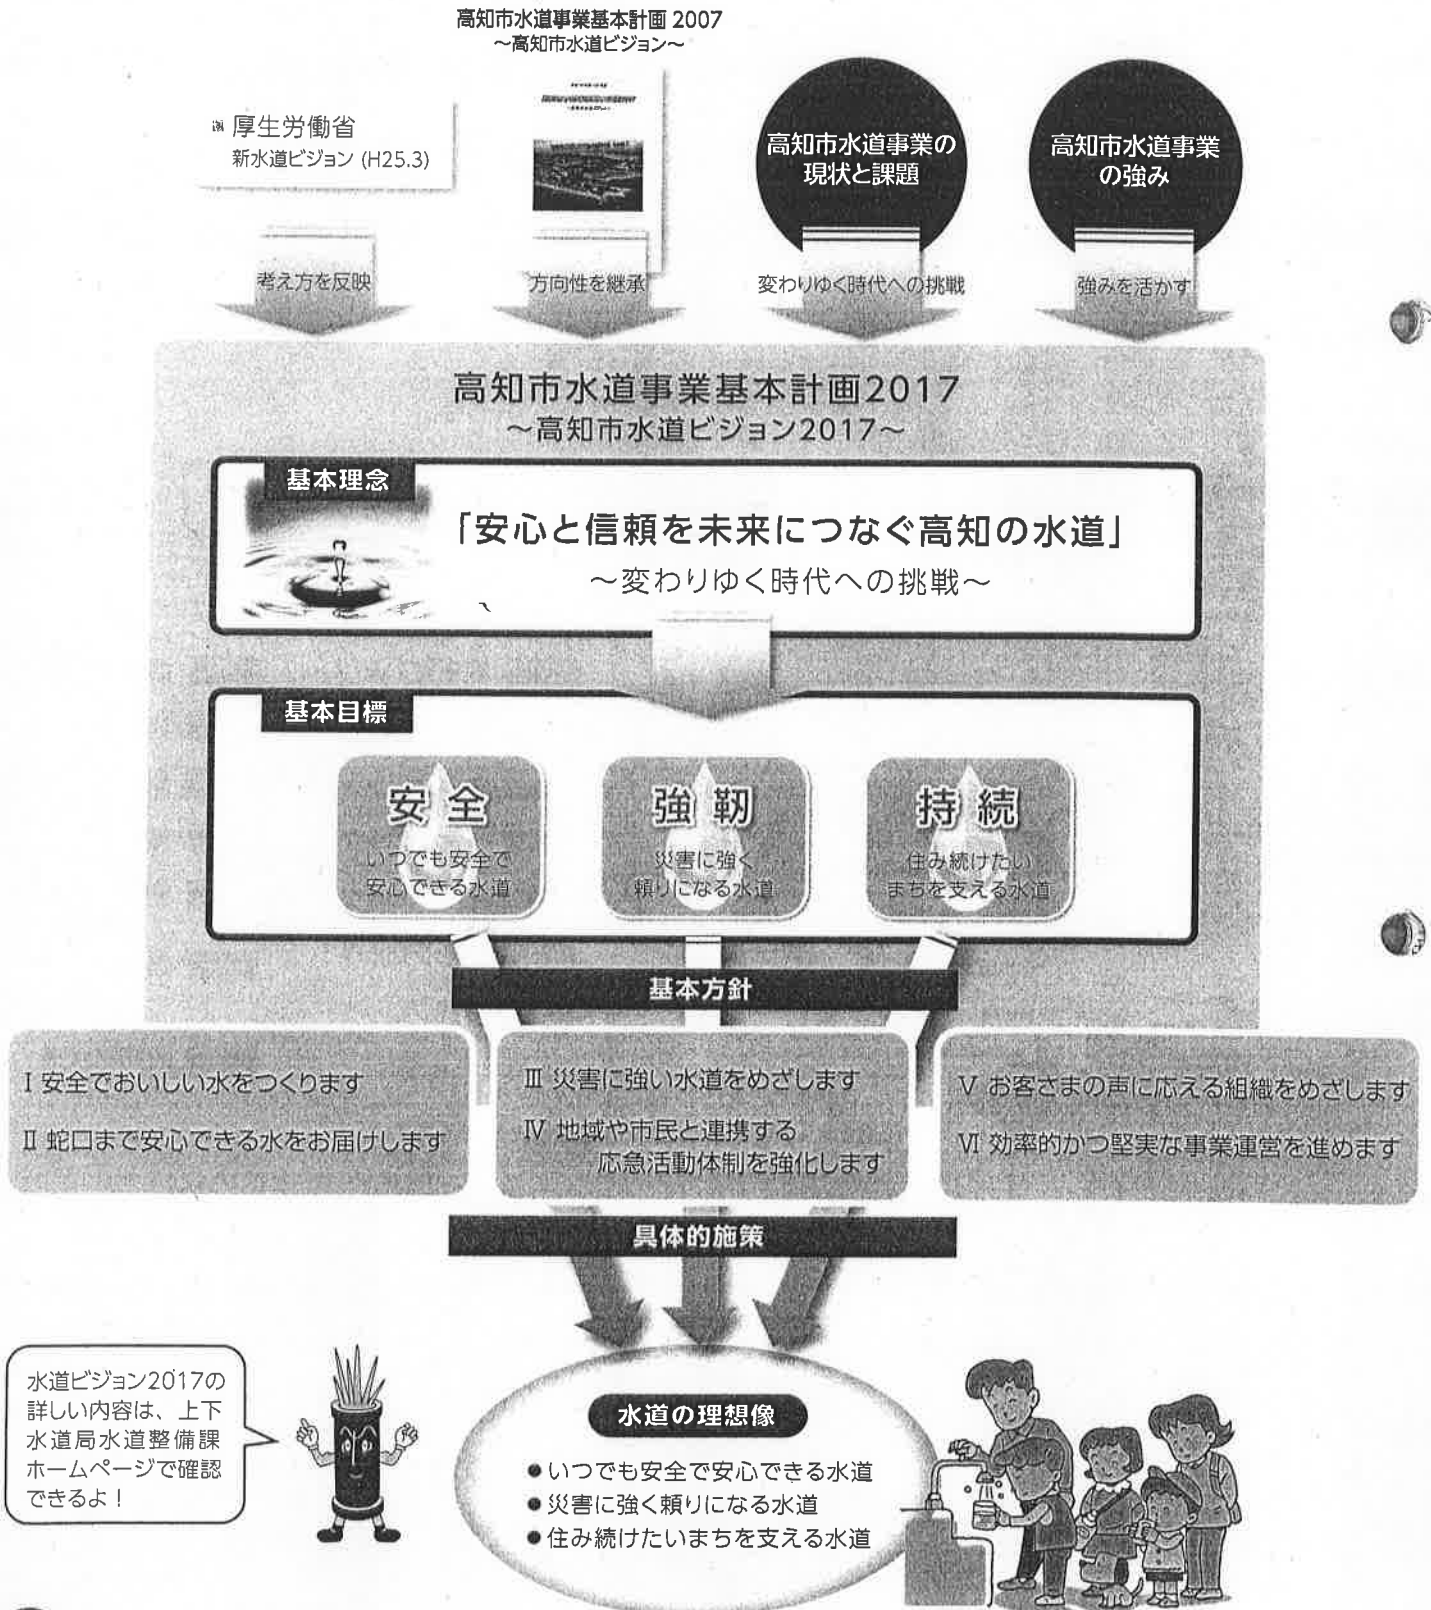 高知市水道事業基本計画 2007
～高知市水道ビジョン～
厚生労働省
新水道ビジョン (H25.3)
高知市水道事業の
現状と課題
高知市水道事業
の強み
考え方を反映
方向性を継承
変わりゆく時代への挑戦
強みを活かす
高知市水道事業基本計画2017
～高知市水道ビジョン2017～
基本理念
「安心と信頼を未来につなぐ高知の水道」
～変わりゆく時代への挑戦～
基本目標
安全
いつでも安全で
安心できる水道
強靭
災害に強く
頼りになる水道
持続
住み続けたい
まちを支える水道
基本方針
Ⅰ 安全でおいしい水をつくります
Ⅱ 蛇口まで安心できる水をお届けします
Ⅲ 災害に強い水道をめざします
Ⅳ 地域や市民と連携する
応急活動体制を強化します
Ⅴ お客さまの声に応える組織をめざします
Ⅵ 効率的かつ堅実な事業運営を進めます
具体的施策
水道ビジョン2017の
詳しい内容は、上下
水道局水道整備課
ホームページで確認
できるよ！
水道の理想像
●いつでも安全で安心できる水道
●災害に強く頼りになる水道
●住み続けたいまちを支える水道